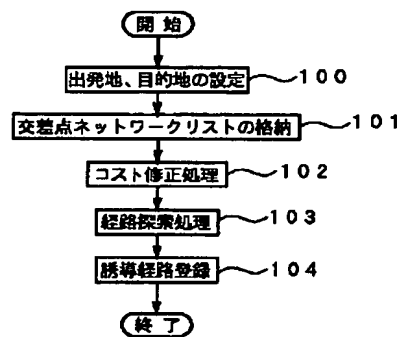 開 始
出発地、目的地の設定 100
交差点ネットワークリストの格納 101
コスト修正処理 102
経路探索処理 103
誘導経路登録 104
終 了